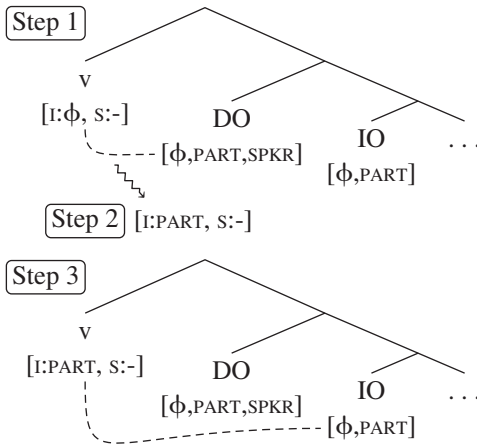 Step 1
v
[I:ϕ, S:-]
DO
[ϕ,PART,SPKR]
IO
[ϕ,PART]
...
Step 2 [I:PART, S:-]
Step 3
v
[I:PART, S:-]
DO
[ϕ,PART,SPKR]
IO
[ϕ,PART]
...